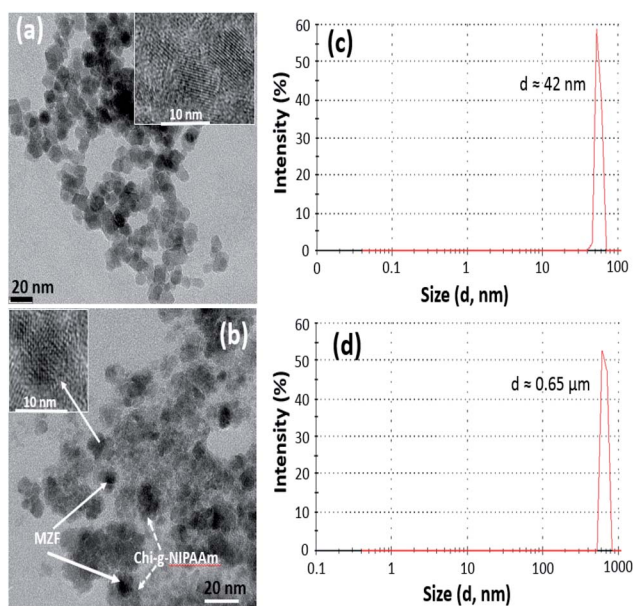 (a)
10 nm
20 nm
(c)
d ≈ 42 nm
Intensity (%)
60
50
40
30
20
10
0
0 0.1 1 10 100
Size (d, nm)
(b)
10 nm
MZF
Chi-g-NIPAAm
20 nm
(d)
d ≈ 0.65 µm
Intensity (%)
60
50
40
30
20
10
0
0.1 1 10 100 1000
Size (d, nm)